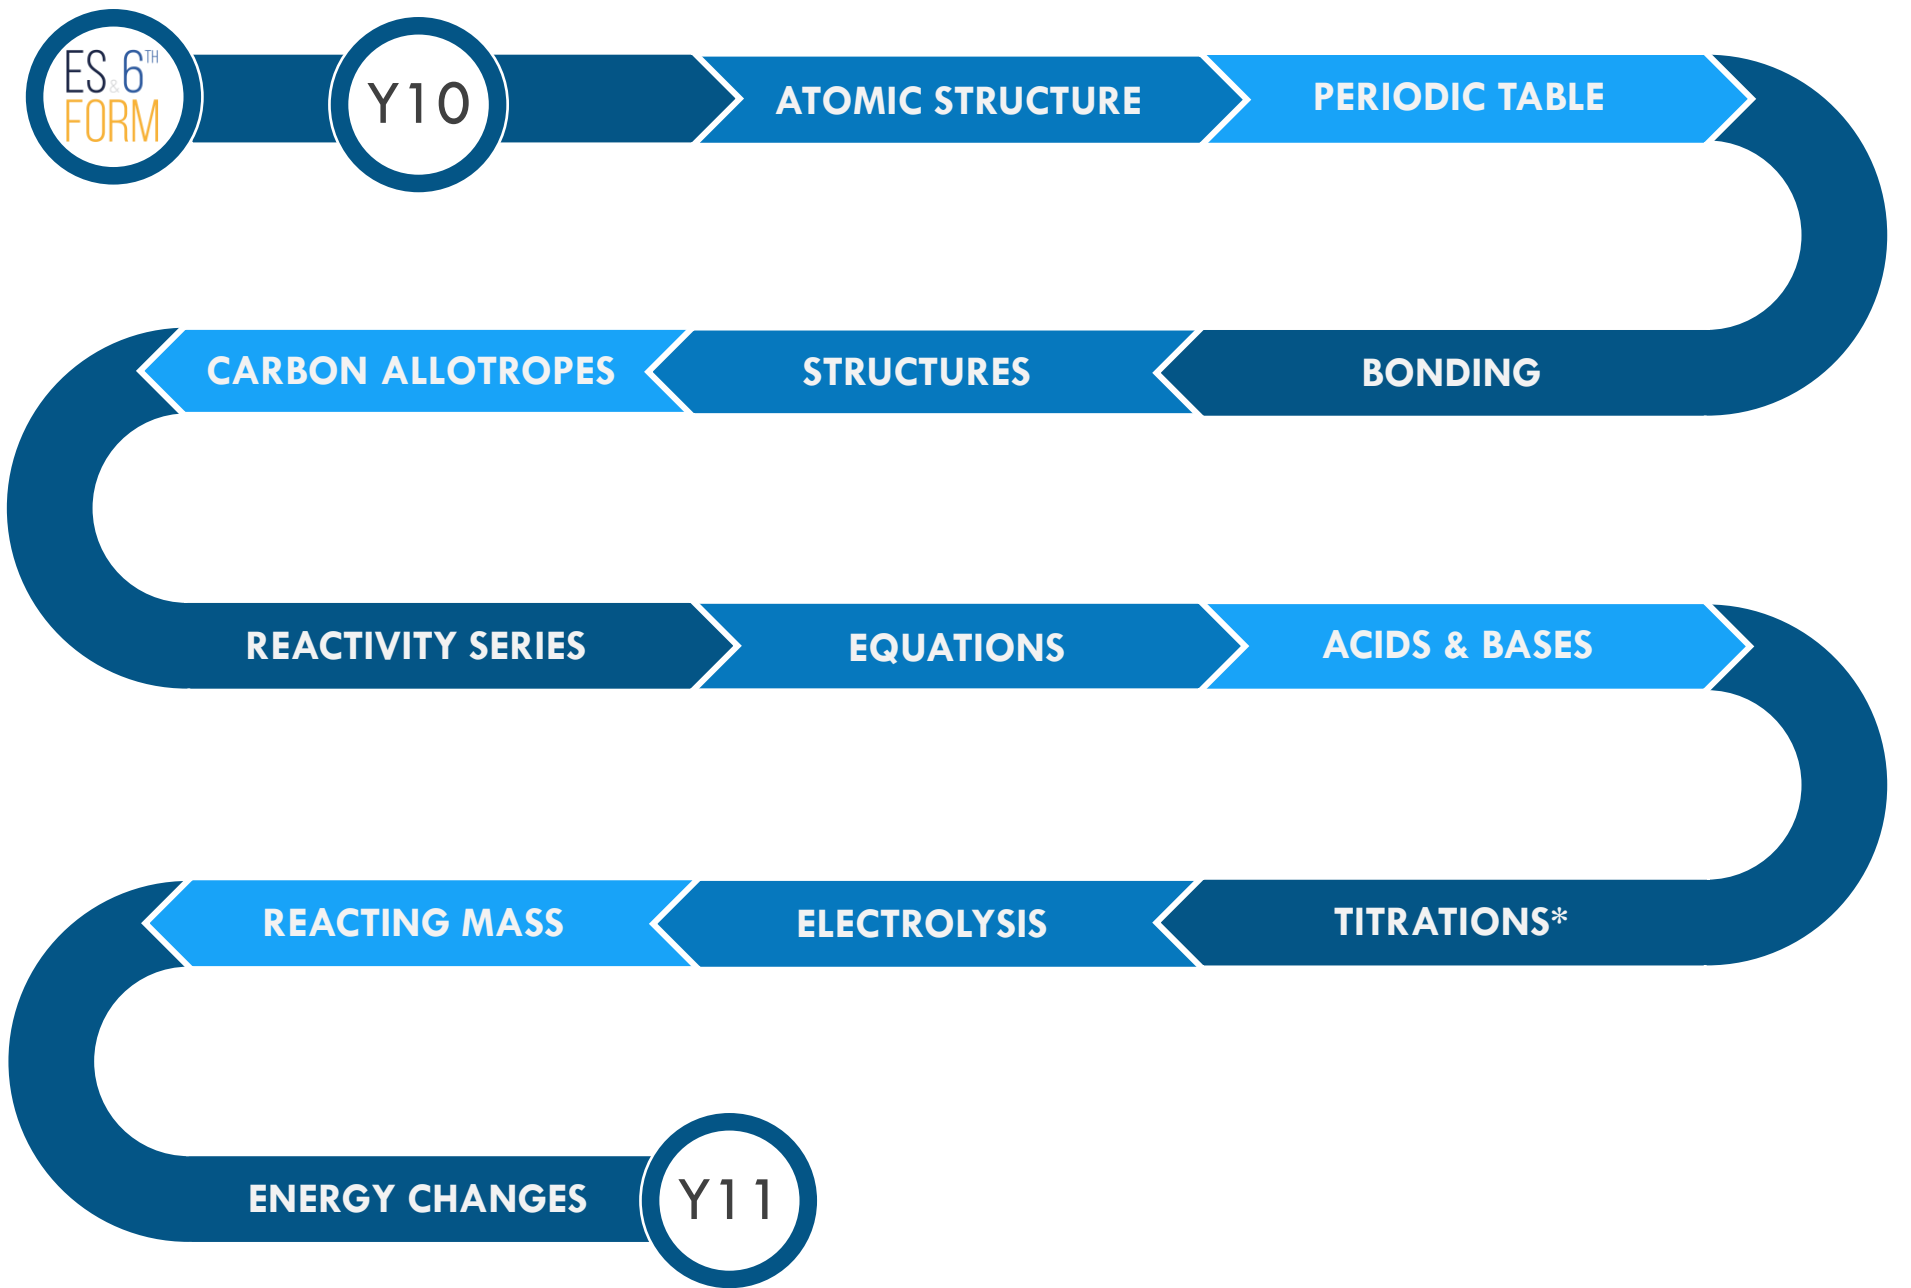 ES & 6TH
FORM
Y10
ATOMIC STRUCTURE
PERIODIC TABLE
BONDING
STRUCTURES
CARBON ALLOTROPES
REACTIVITY SERIES
EQUATIONS
ACIDS & BASES
TITRATIONS*
ELECTROLYSIS
REACTING MASS
ENERGY CHANGES
Y11